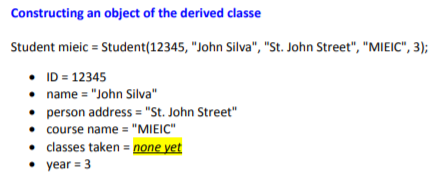 Constructing an object of the derived classe
Student mieic = Student(12345, "John Silva", "St. John Street", "MIEIC", 3);
• ID = 12345
• name = "John Silva"
• person address = "St. John Street"
• course name = "MIEIC"
• classes taken = none yet
• year = 3